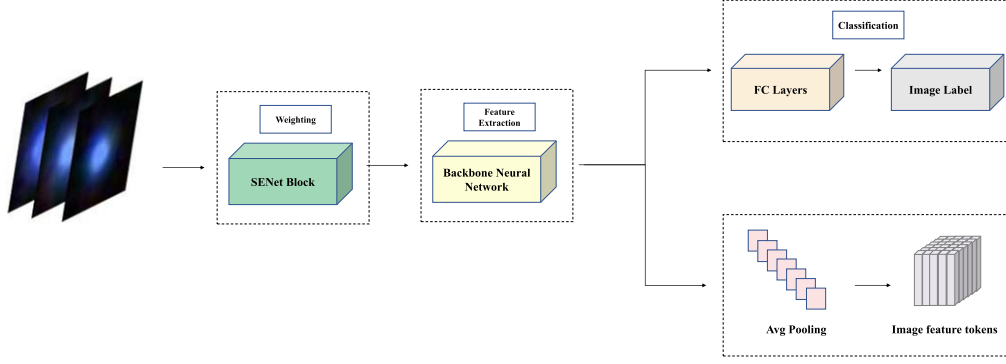 Weighting
SENet Block
Feature
Extraction
Backbone Neural
Network
Classification
FC Layers
Image Label
Avg Pooling
Image feature tokens